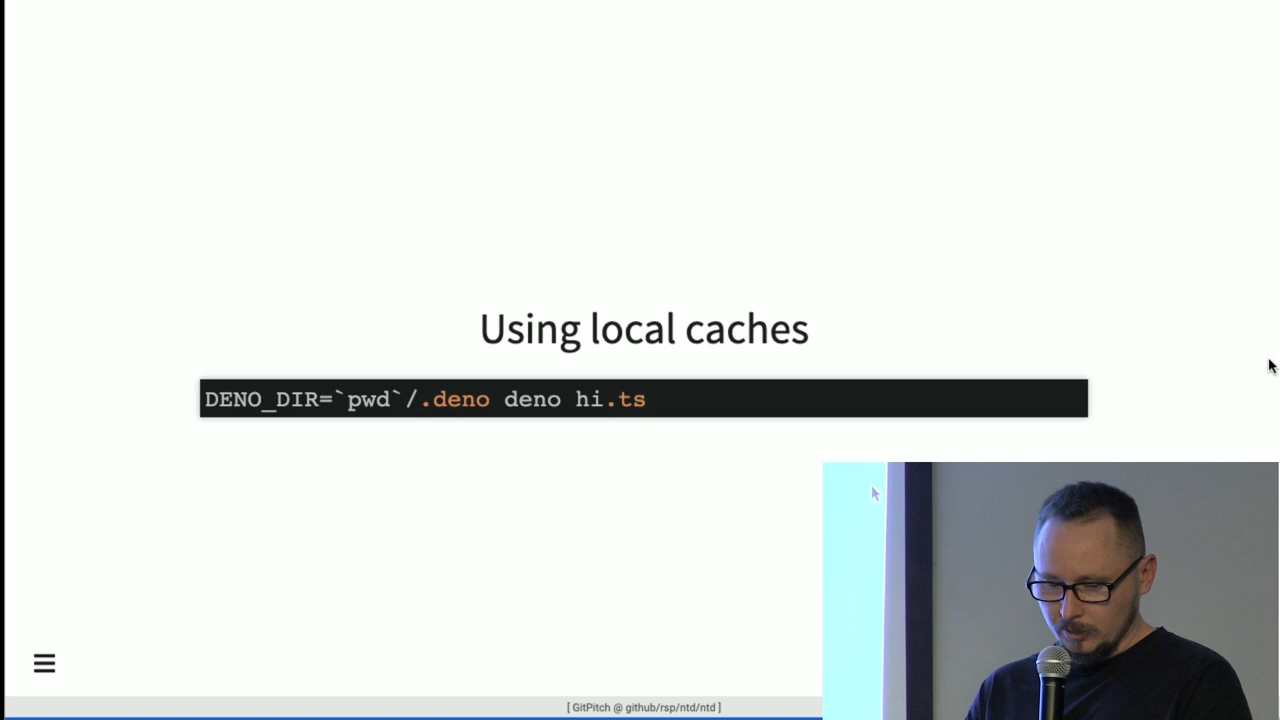 Using local caches
DENO_DIR=`pwd`/.deno deno hi.ts
[ GitPitch @ github/rsp/ntd/ntd ]